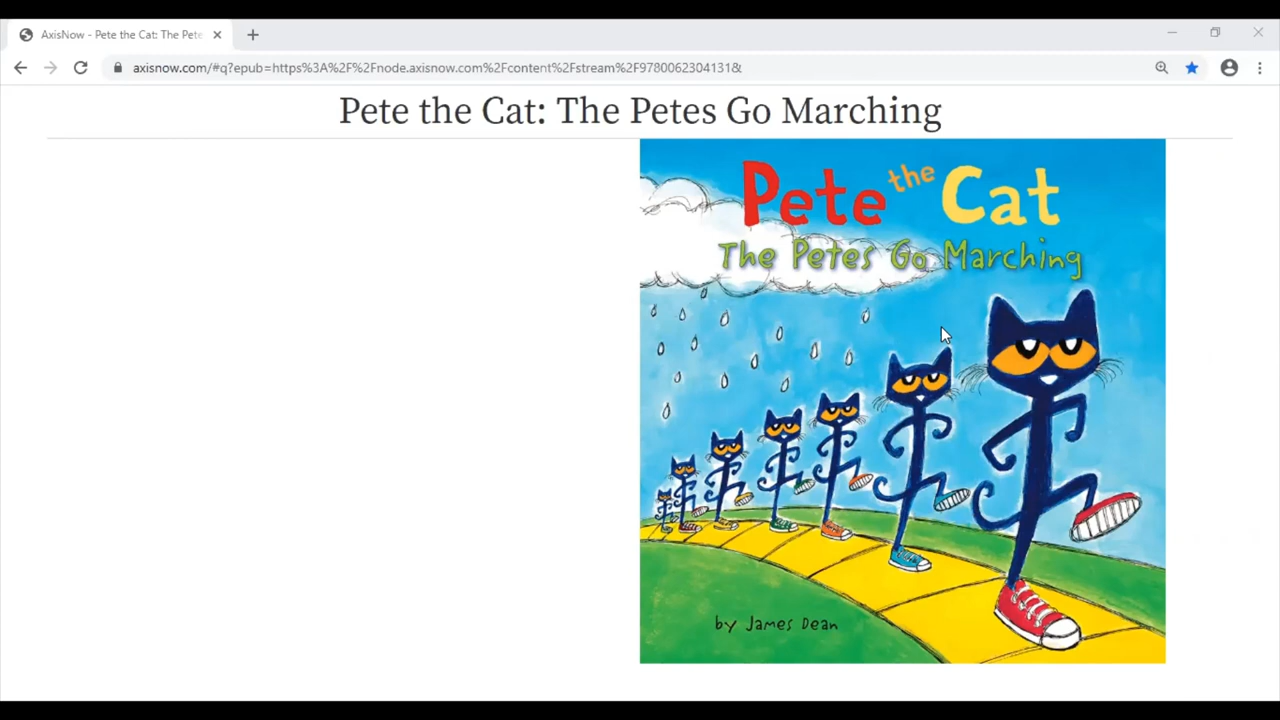 AxisNow - Pete the Cat: The Pete
axisnow.com/#q?epub=https%3A%2F%2Fnode.axisnow.com%2Fcontent%2Fstream%2F9780062304131&
Pete the Cat: The Petes Go Marching
Pete the Cat
The Petes Go Marching
by James Dean